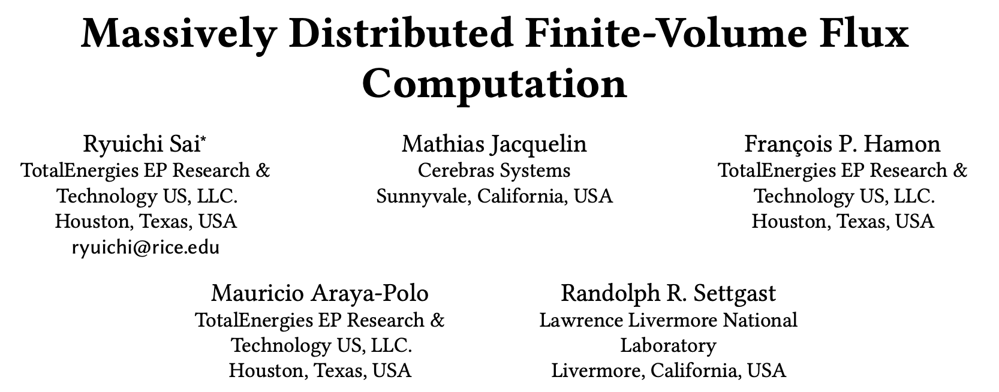 Massively Distributed Finite-Volume Flux
Computation
Ryuichi Sai*
TotalEnergies EP Research &
Technology US, LLC.
Houston, Texas, USA
ryuichi@rice.edu
Mathias Jacquelin
Cerebras Systems
Sunnyvale, California, USA
François P. Hamon
TotalEnergies EP Research &
Technology US, LLC.
Houston, Texas, USA
Mauricio Araya-Polo
TotalEnergies EP Research &
Technology US, LLC.
Houston, Texas, USA
Randolph R. Settgast
Lawrence Livermore National
Laboratory
Livermore, California, USA